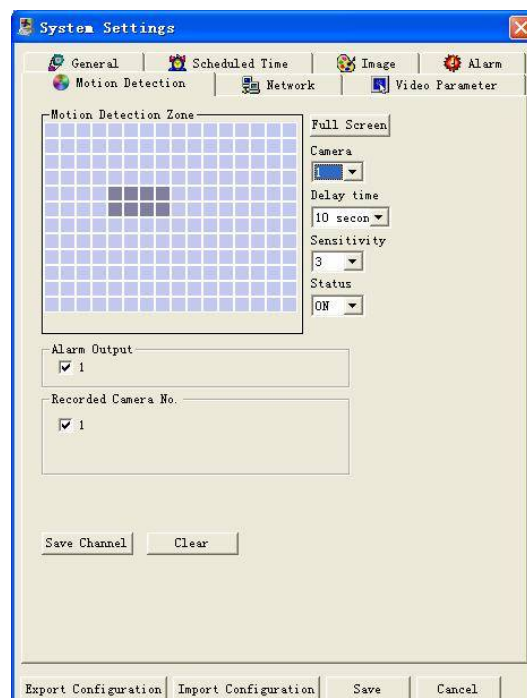 System Settings
General Scheduled Time Image Alarm
Motion Detection Network Video Parameter
Motion Detection Zone
Full Screen
Camera
1
Delay time
10 secon
Sensitivity
3
Status
ON
Alarm Output
1
Recorded Camera No.
1
Save Channel Clear
Export Configuration Import Configuration Save Cancel